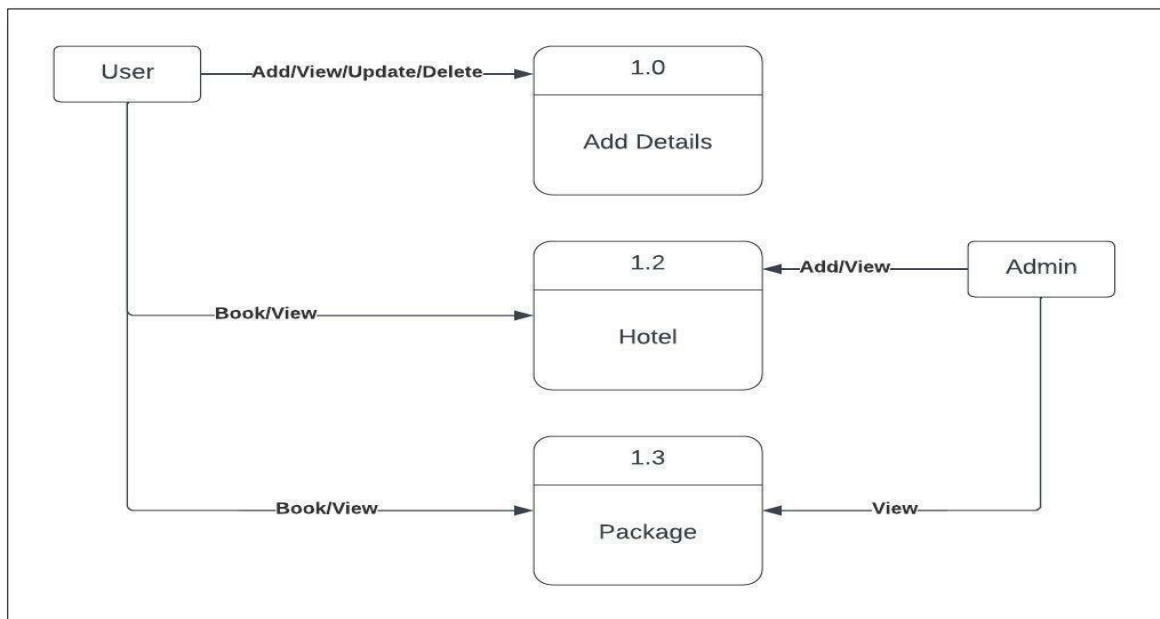 User
Add/View/Update/Delete
1.0
Add Details
1.2
Add/View
Admin
Book/View
Hotel
1.3
Book/View
View
Package